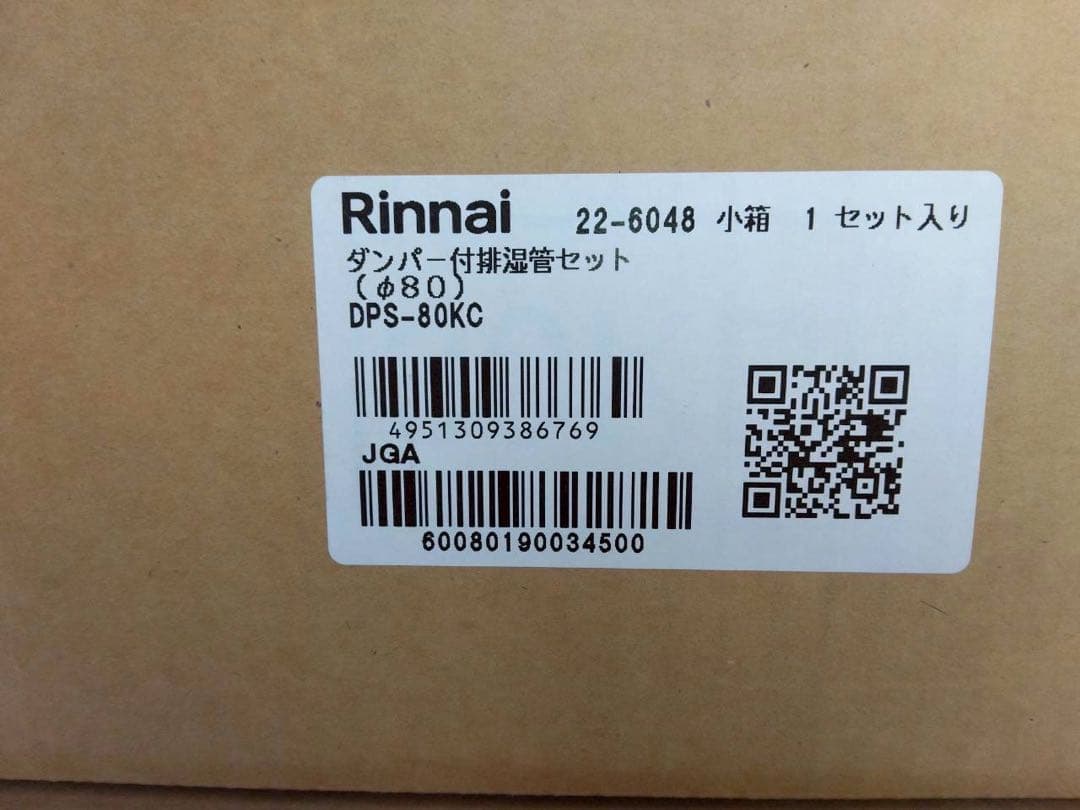 Rinnai 22-6048 小箱 1 セット入り
ダンパー付排湿管セット
(φ80)
DPS-80KC
4951309386769
JGA
60080190034500